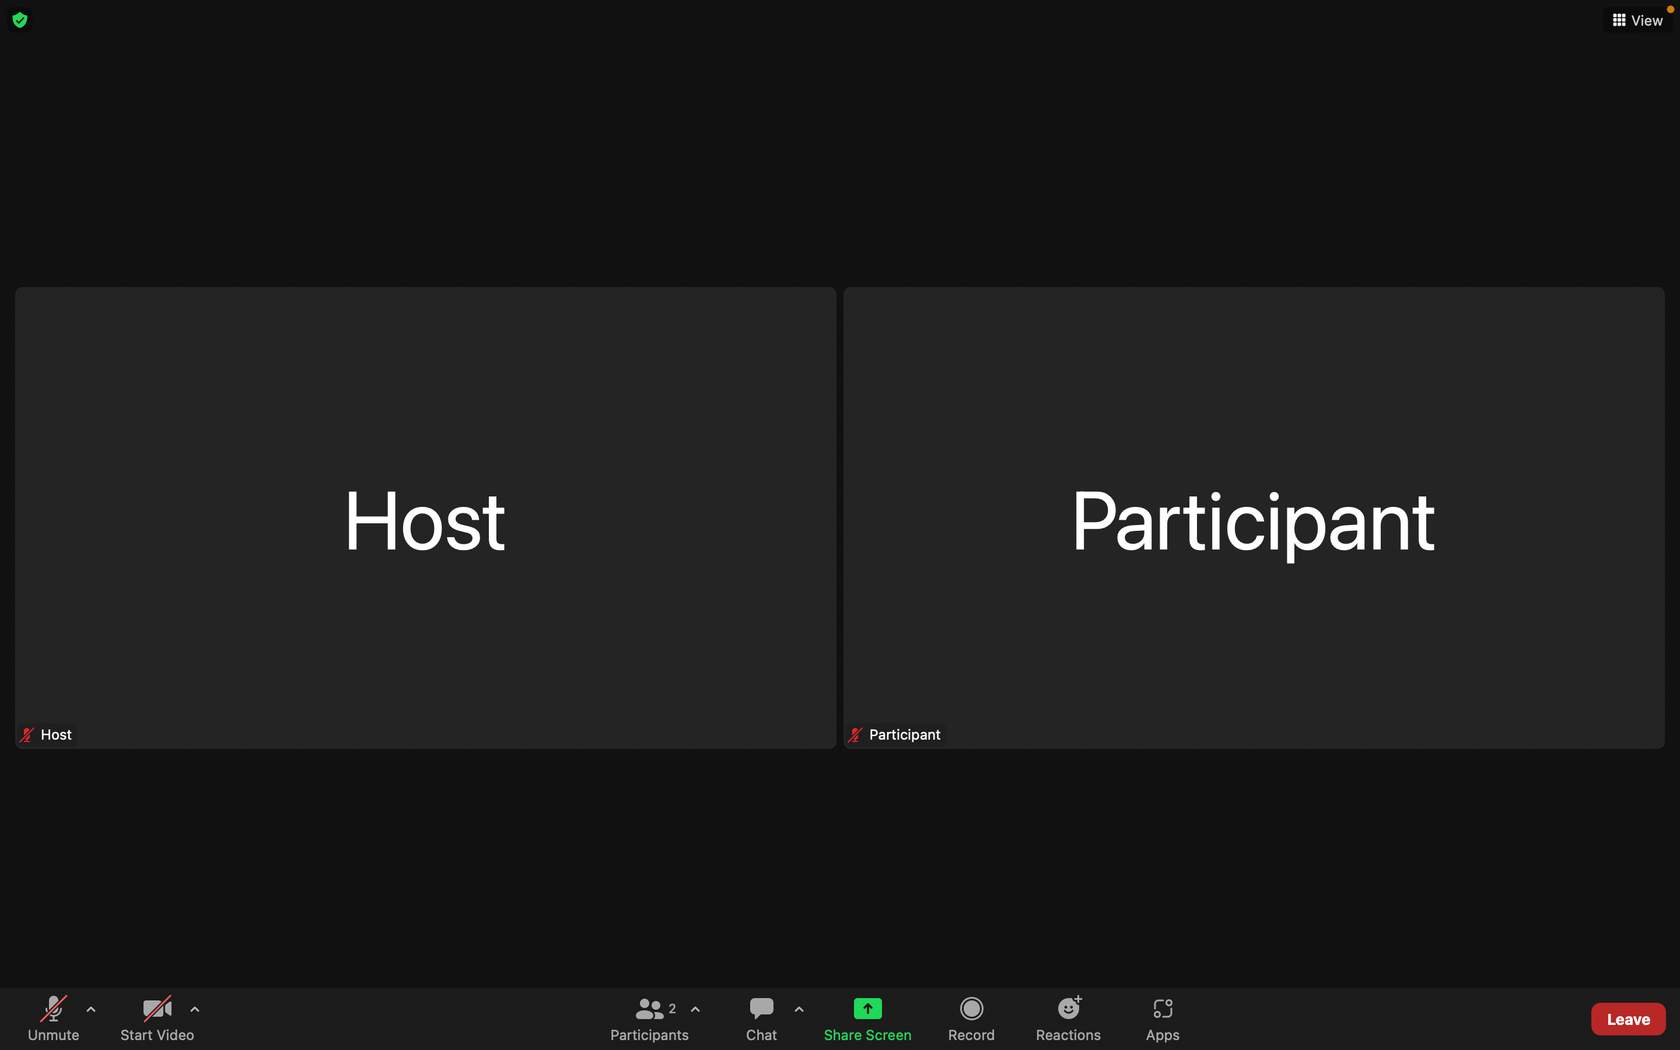 View
Host
Participant
Host
Participant
Unmute
Start Video
2
Participants
Chat
Share Screen
Record
Reactions
Apps
Leave